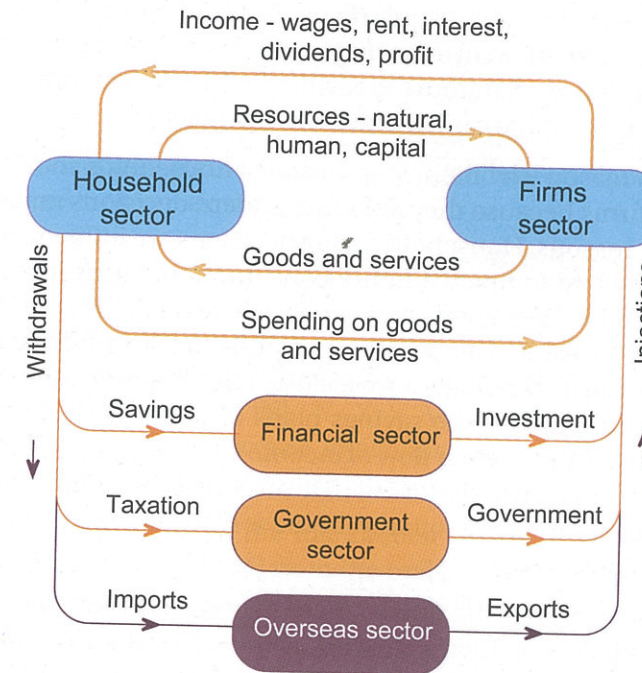 Income - wages, rent, interest,
dividends, profit
Resources - natural,
human, capital
Household
sector
Firms
sector
Goods and services
Spending on goods
and services
Withdrawals
Savings
Financial sector
Investment
Taxation
Government
sector
Government
Imports
Overseas sector
Exports